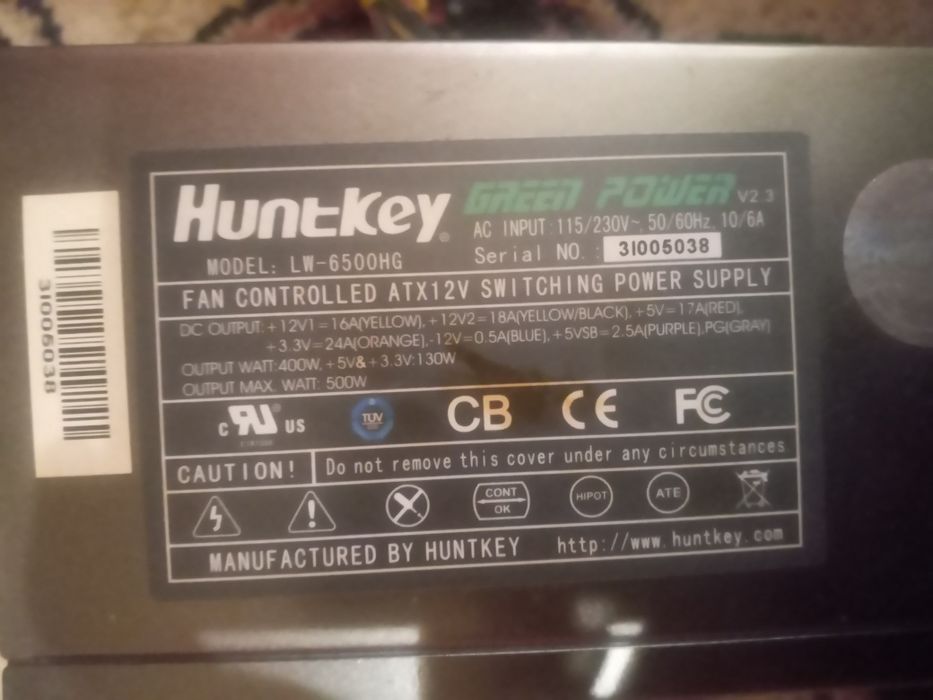 Huntkey® GREEN POWER V2.3
AC INPUT: 115/230V~ 50/60Hz, 10/6A
MODEL: LW-6500HG
Serial NO.: 3I005038
FAN CONTROLLED ATX12V SWITCHING POWER SUPPLY
DC OUTPUT: +12V1=16A(YELLOW), +12V2=18A(YELLOW/BLACK), +5V=17A(RED),
+3.3V=24A(ORANGE),-12V=0.5A(BLUE),+5VSB=2.5A(PURPLE),PG(GRAY)
OUTPUT WATT:400W, +5V&+3.3V:130W
OUTPUT MAX. WATT: 500W
c RU® US TÜV CB CE FC
CAUTION! Do not remove this cover under any circumstances
CONT OK HIPOT ATE
MANUFACTURED BY HUNTKEY http://www.huntkey.com
3I005038